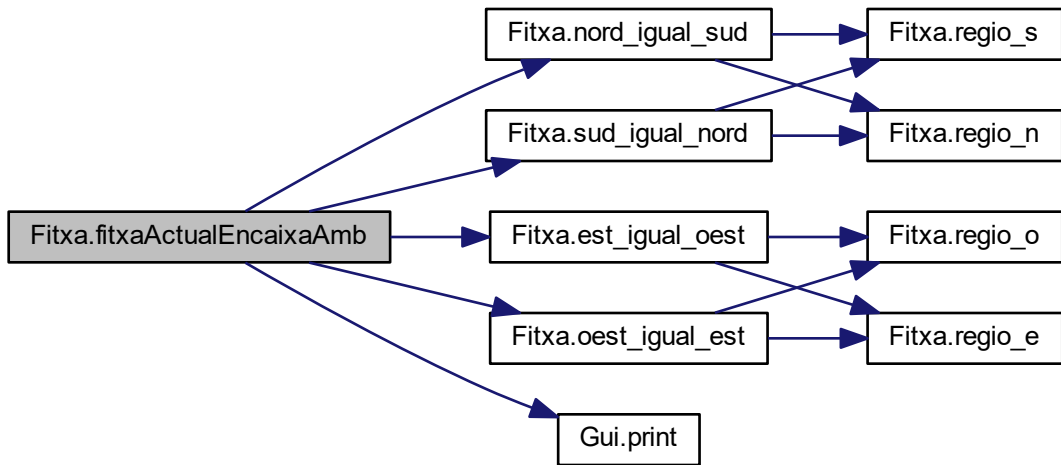 Fitxa.fitxaActualEncaixaAmb
Fitxa.nord_igual_sud
Fitxa.sud_igual_nord
Fitxa.est_igual_oest
Fitxa.oest_igual_est
Gui.print
Fitxa.regio_s
Fitxa.regio_n
Fitxa.regio_o
Fitxa.regio_e